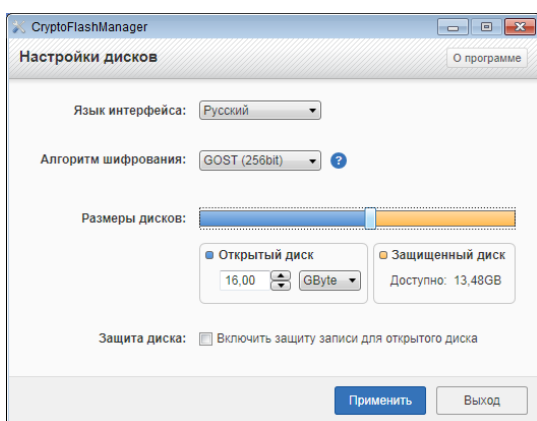 CryptoFlashManager
Настройки дисков
О программе
Язык интерфейса: Русский
Алгоритм шифрования: GOST (256bit) ?
Размеры дисков:
Открытый диск
16,00 GByte
Защищенный диск
Доступно: 13,48GB
Защита диска: Включить защиту записи для открытого диска
Применить Выход